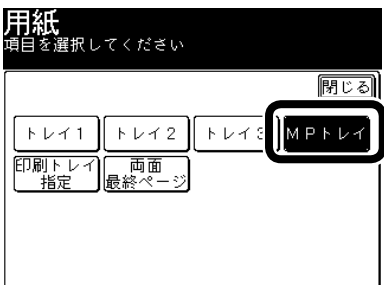 用紙
項目を選択してください
閉じる
トレイ1 トレイ2 トレイ3 MPトレイ
印刷トレイ 両面
指定 最終ページ